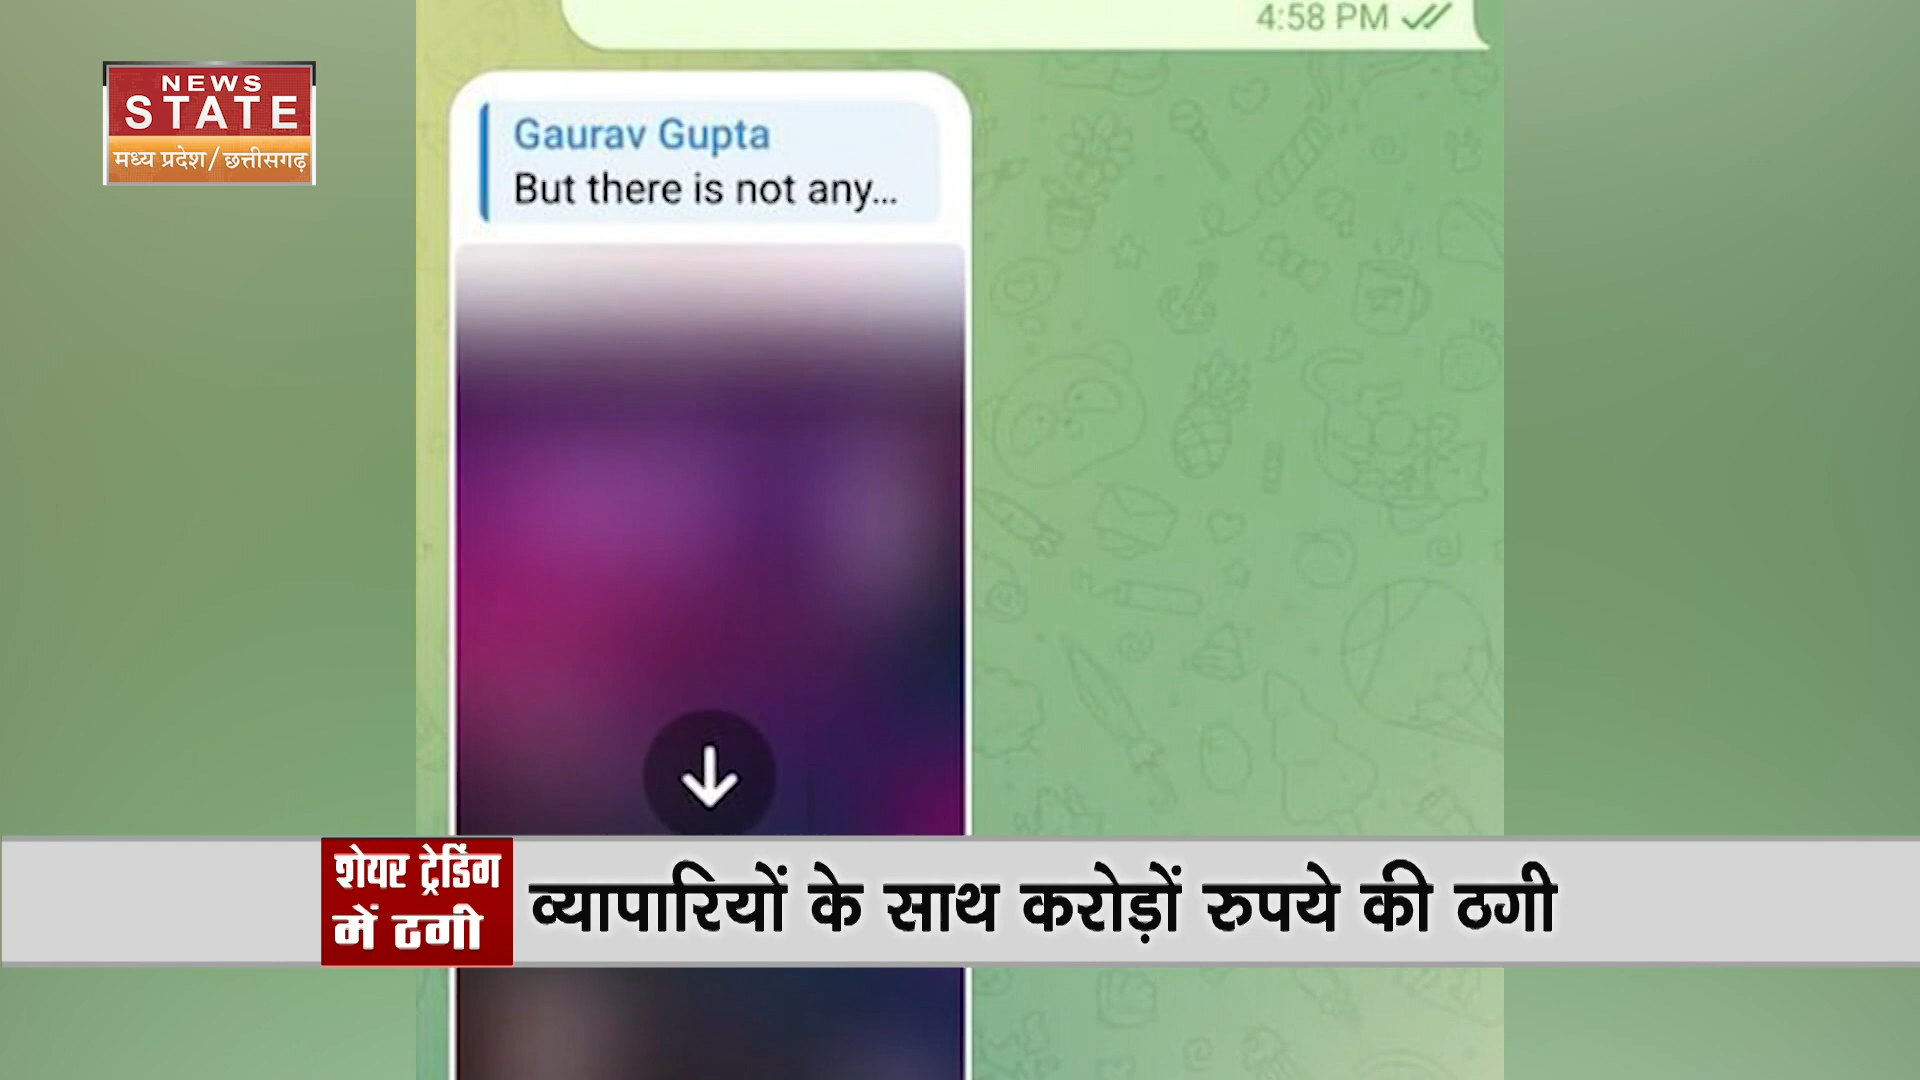 4:58 PM
NEWS
STATE
मध्य प्रदेश/छत्तीसगढ़
Gaurav Gupta
But there is not any...
शेयर ट्रेडिंग
में ठगी
व्यापारियों के साथ करोड़ों रुपये की ठगी